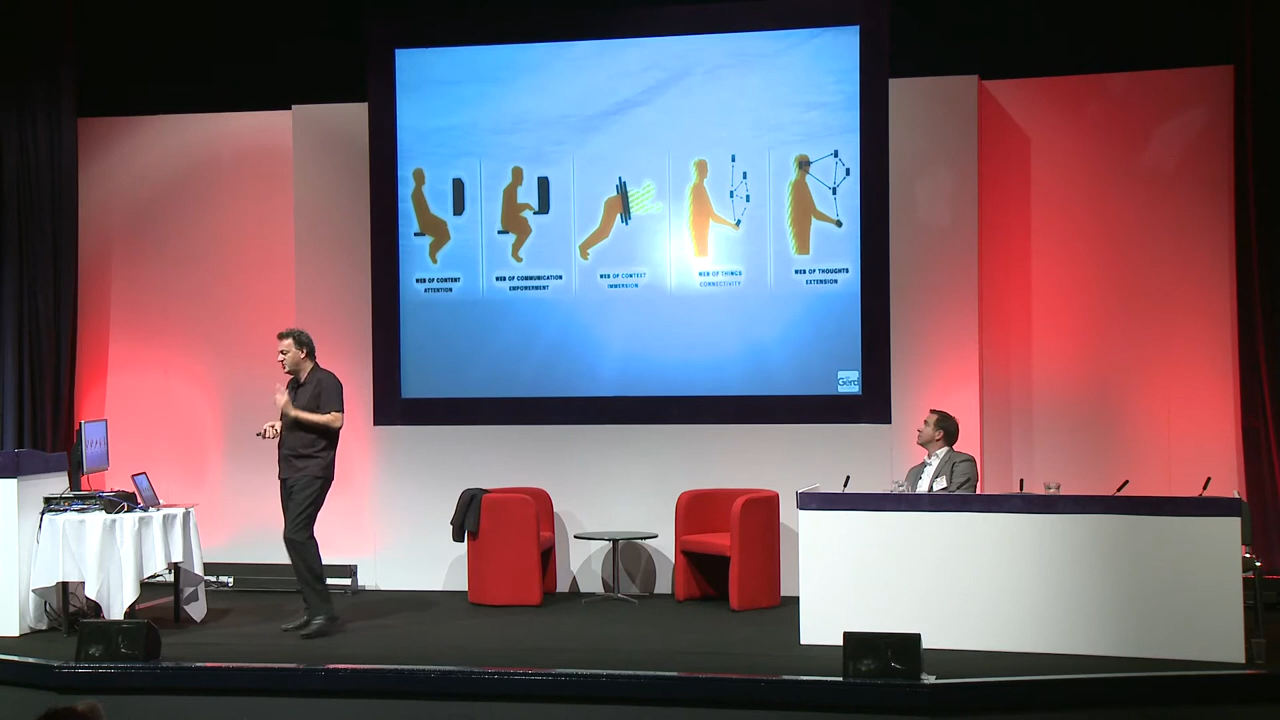 WEB OF CONTENT
ATTENTION
WEB OF COMMUNICATION
EMPOWERMENT
WEB OF CONTEXT
IMMERSION
WEB OF THINGS
CONNECTIVITY
WEB OF THOUGHTS
EXTENSION
Gerd